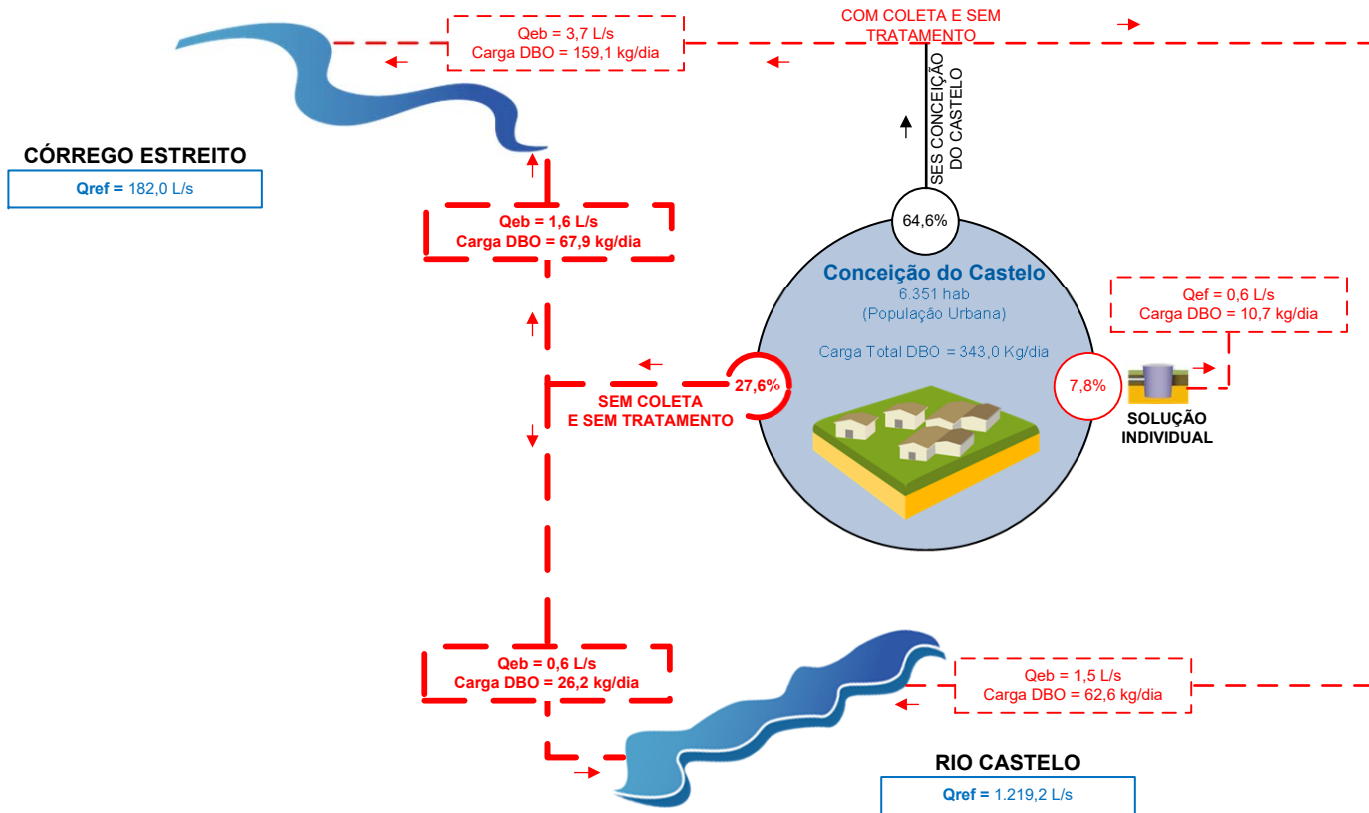 COM COLETA E SEM
TRATAMENTO
Qeb = 3,7 L/s
Carga DBO = 159,1 kg/dia
SES CONCEIÇÃO
DO CASTELO
CÓRREGO ESTREITO
Qref = 182,0 L/s
Qeb = 1,6 L/s
Carga DBO = 67,9 kg/dia
64,6%
Conceição do Castelo
6.351 hab
(População Urbana)
Carga Total DBO = 343,0 Kg/dia
Qef = 0,6 L/s
Carga DBO = 10,7 kg/dia
27,6%
7,8%
SEM COLETA
E SEM TRATAMENTO
SOLUÇÃO
INDIVIDUAL
Qeb = 0,6 L/s
Carga DBO = 26,2 kg/dia
Qeb = 1,5 L/s
Carga DBO = 62,6 kg/dia
RIO CASTELO
Qref = 1.219,2 L/s